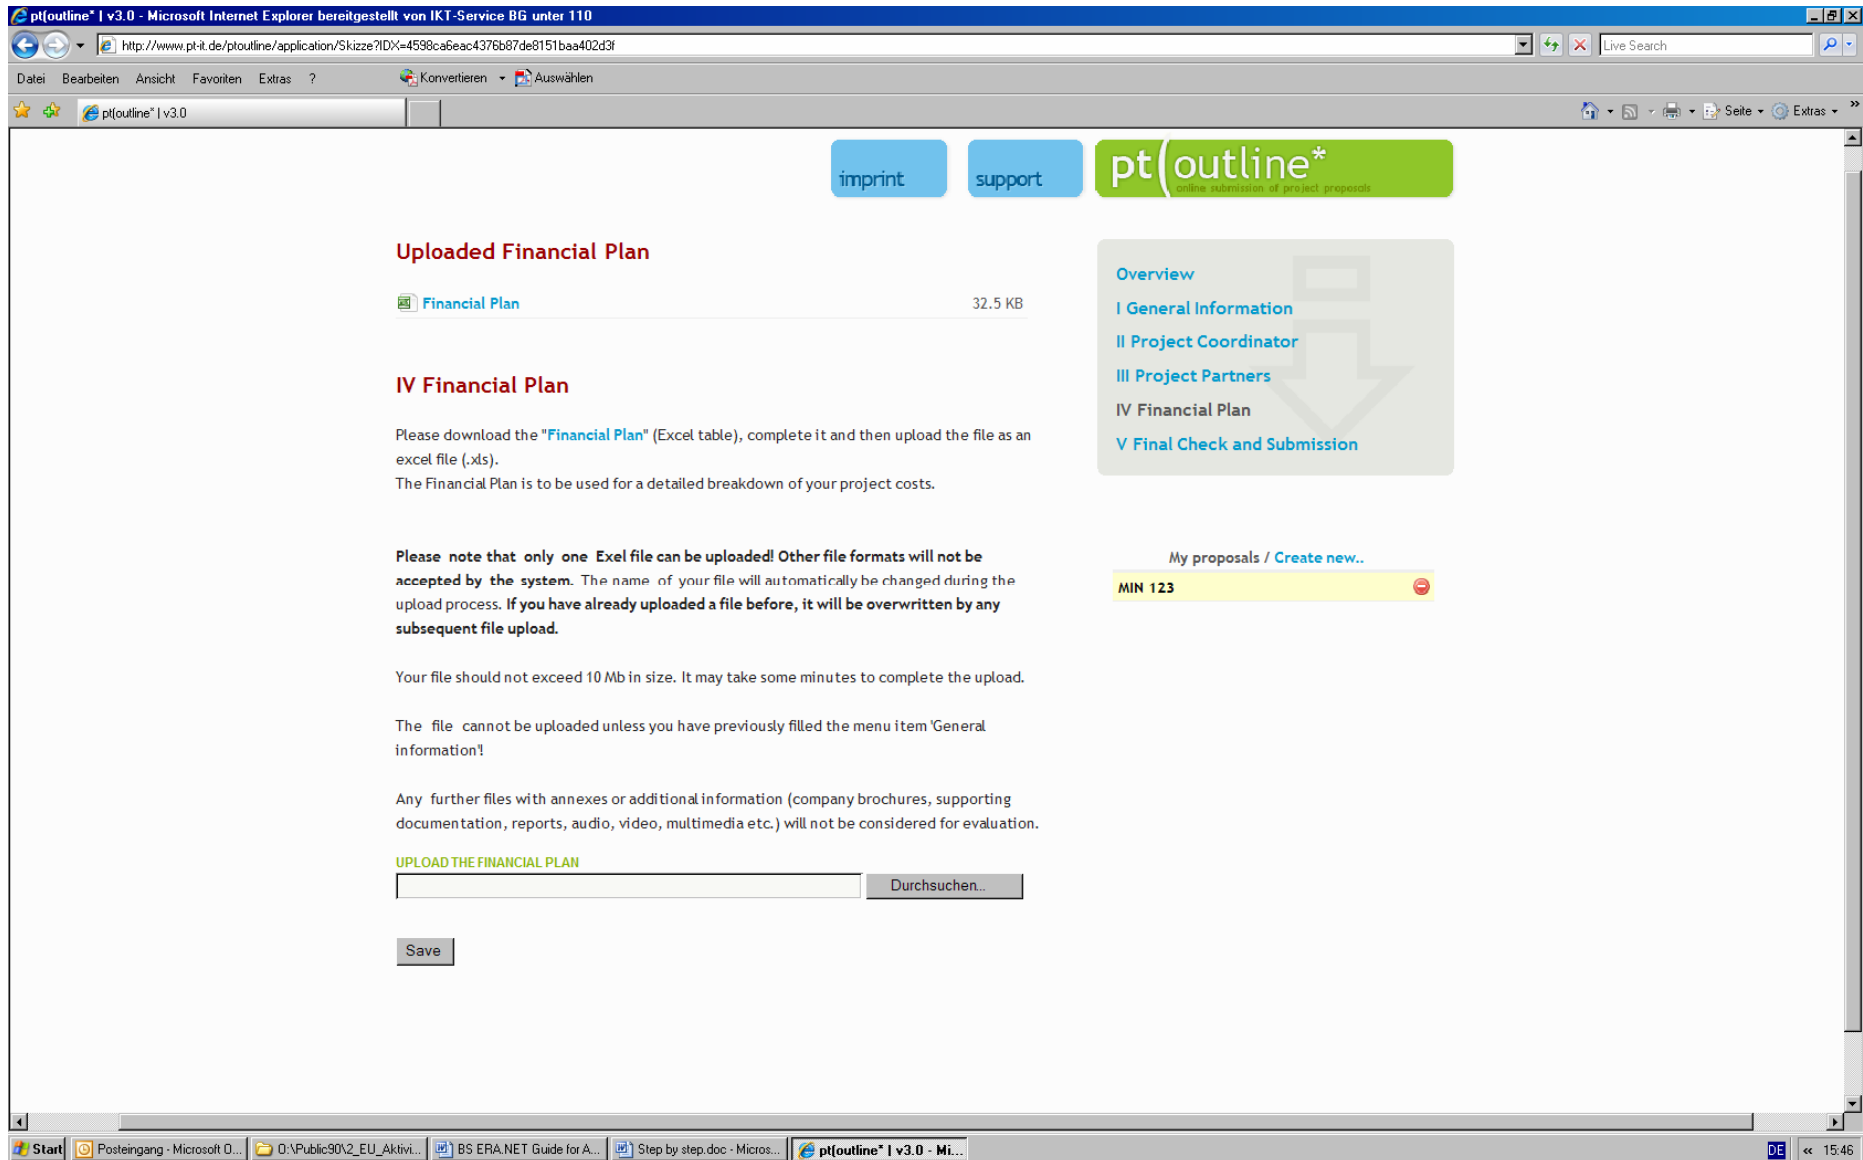 pt(outline* | v3.0 - Microsoft Internet Explorer bereitgestellt von IKT-Service BG unter 110
http://www.pt-it.de/ptoutline/application/Skizze?IDX=4598ca6eac4376b87de8151baa402d3f
Live Search
Datei Bearbeiten Ansicht Favoriten Extras ? Konvertieren Auswählen
pt(outline* | v3.0
Seite Extras »
imprint
support
pt(outline*
online submission of project proposals
Uploaded Financial Plan
Financial Plan 32.5 KB
IV Financial Plan
Please download the "Financial Plan" (Excel table), complete it and then upload the file as an
excel file (.xls).
The Financial Plan is to be used for a detailed breakdown of your project costs.
Please note that only one Exel file can be uploaded! Other file formats will not be
accepted by the system. The name of your file will automatically be changed during the
upload process. If you have already uploaded a file before, it will be overwritten by any
subsequent file upload.
Your file should not exceed 10 Mb in size. It may take some minutes to complete the upload.
The file cannot be uploaded unless you have previously filled the menu item 'General
information'!
Any further files with annexes or additional information (company brochures, supporting
documentation, reports, audio, video, multimedia etc.) will not be considered for evaluation.
UPLOAD THE FINANCIAL PLAN
Durchsuchen...
Save
Overview
I General Information
II Project Coordinator
III Project Partners
IV Financial Plan
V Final Check and Submission
My proposals / Create new..
MIN 123
Start
Posteingang - Microsoft O...
O:\Public90\2_EU_Aktivi...
BS ERA.NET Guide for A...
Step by step.doc - Micros...
pt(outline* | v3.0 - Mi...
DE
« 15:46